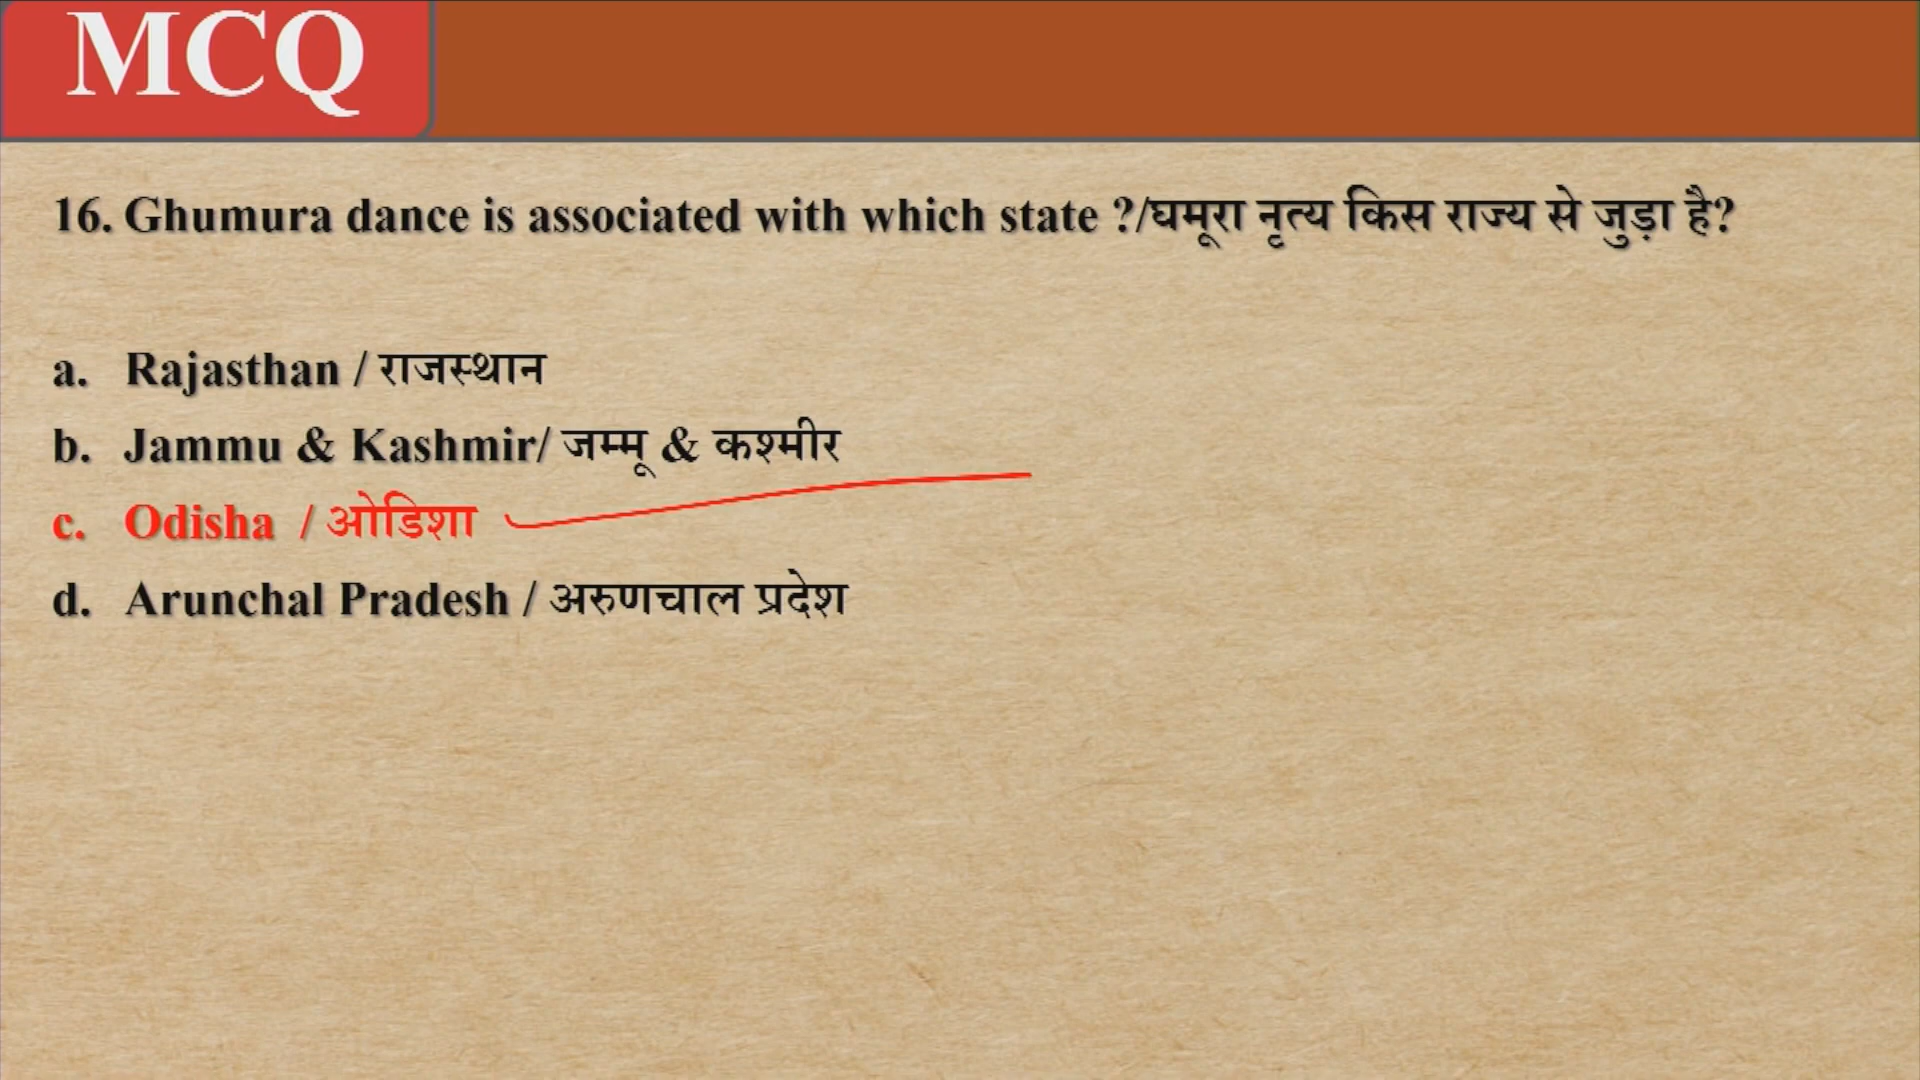 MCQ
16. Ghumura dance is associated with which state ?/घमूरा नृत्य किस राज्य से जुड़ा है?
a. Rajasthan / राजस्थान
b. Jammu & Kashmir/ जम्मू & कश्मीर
c. Odisha / ओडिशा
d. Arunchal Pradesh / अरुणचाल प्रदेश